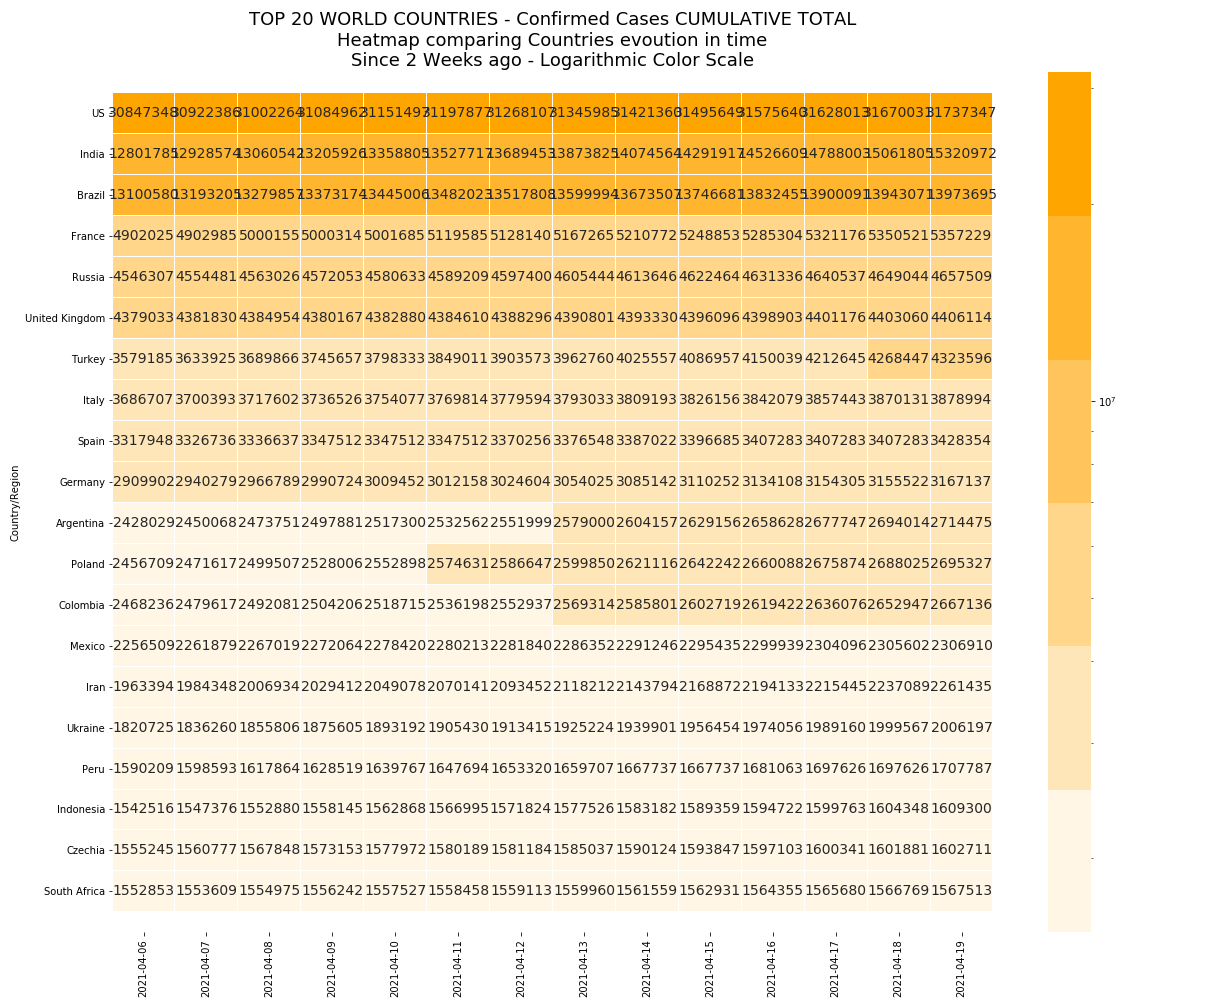 TOP 20 WORLD COUNTRIES - Confirmed Cases CUMULATIVE TOTAL
Heatmap comparing Countries evoution in time
Since 2 Weeks ago - Logarithmic Color Scale
US 30847348 30922386 31002264 31084962 31151497 31197877 31268107 31345985 31421360 31495649 31575640 31628013 31670031 31737347
India 12801785 12928574 13060542 13205926 13358805 13527717 13689453 13873825 14074564 14291917 14526609 14788003 15061805 15320972
Brazil 13100580 13193205 13279857 13373174 13445006 13482023 13517808 13599994 13673507 13746681 13832455 13900091 13943071 13973695
France 4902025 4902985 5000155 5000314 5001685 5119585 5128140 5167265 5210772 5248853 5285304 5321176 5350521 5357229
Russia 4546307 4554481 4563026 4572053 4580633 4589209 4597400 4605444 4613646 4622464 4631336 4640537 4649044 4657509
United Kingdom 4379033 4381830 4384954 4380167 4382880 4384610 4388296 4390801 4393330 4396096 4398903 4401176 4403060 4406114
Turkey 3579185 3633925 3689866 3745657 3798333 3849011 3903573 3962760 4025557 4086957 4150039 4212645 4268447 4323596
Italy 3686707 3700393 3717602 3736526 3754077 3769814 3779594 3793033 3809193 3826156 3842079 3857443 3870131 3878994
Spain 3317948 3326736 3336637 3347512 3347512 3347512 3370256 3376548 3387022 3396685 3407283 3407283 3407283 3428354
Germany 2909902 2940279 2966789 2990724 3009452 3012158 3024604 3054025 3085142 3110252 3134108 3154305 3155522 3167137
Argentina 2428029 2450068 2473751 2497881 2517300 2532562 2551999 2579000 2604157 2629156 2658628 2677747 2694014 2714475
Poland 2456709 2471617 2499507 2528006 2552898 2574631 2586647 2599850 2621116 2642242 2660088 2675874 2688025 2695327
Colombia 2468236 2479617 2492081 2504206 2518715 2536198 2552937 2569314 2585801 2602719 2619422 2636076 2652947 2667136
Mexico 2256509 2261879 2267019 2272064 2278420 2280213 2281840 2286352 2291246 2295435 2299939 2304096 2305602 2306910
Iran 1963394 1984348 2006934 2029412 2049078 2070141 2093452 2118212 2143794 2168872 2194133 2215445 2237089 2261435
Ukraine 1820725 1836260 1855806 1875605 1893192 1905430 1913415 1925224 1939901 1956454 1974056 1989160 1999567 2006197
Peru 1590209 1598593 1617864 1628519 1639767 1647694 1653320 1659707 1667737 1667737 1681063 1697626 1697626 1707787
Indonesia 1542516 1547376 1552880 1558145 1562868 1566995 1571824 1577526 1583182 1589359 1594722 1599763 1604348 1609300
Czechia 1555245 1560777 1567848 1573153 1577972 1580189 1581184 1585037 1590124 1593847 1597103 1600341 1601881 1602711
South Africa 1552853 1553609 1554975 1556242 1557527 1558458 1559113 1559960 1561559 1562931 1564355 1565680 1566769 1567513
2021-04-06 2021-04-07 2021-04-08 2021-04-09 2021-04-10 2021-04-11 2021-04-12 2021-04-13 2021-04-14 2021-04-15 2021-04-16 2021-04-17 2021-04-18 2021-04-19
Country/Region
10⁷